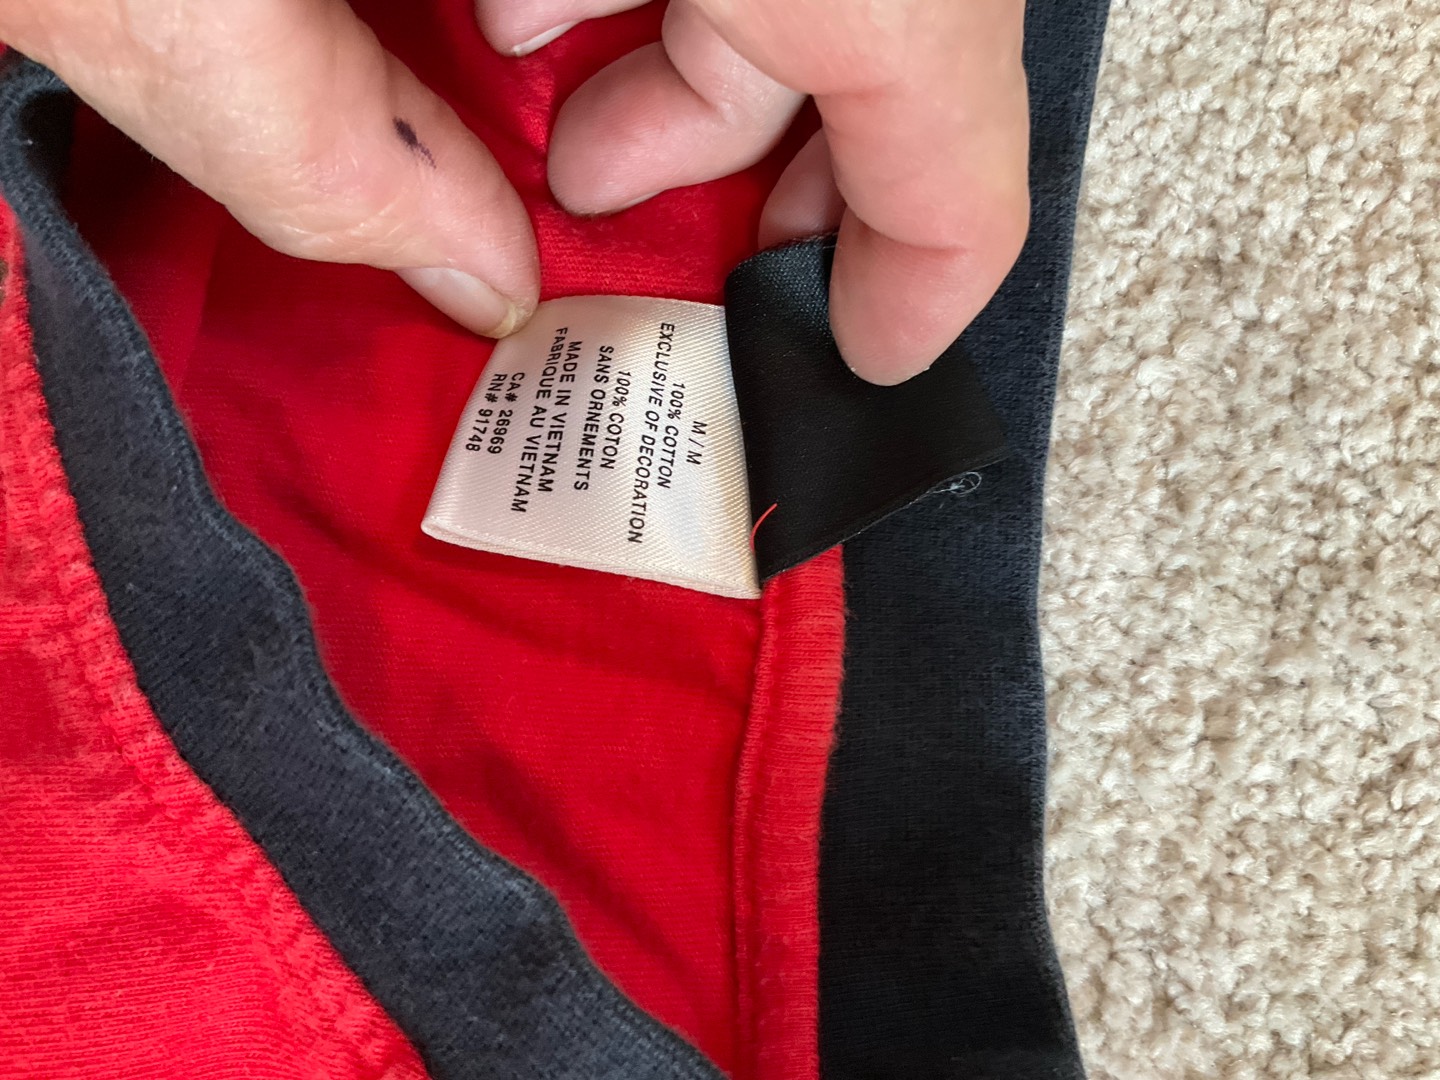 M / M
100% COTTON
EXCLUSIVE OF DECORATION
100% COTON
SANS ORNEMENTS
MADE IN VIETNAM
FABRIQUE AU VIETNAM
CA# 26969
RN# 91748